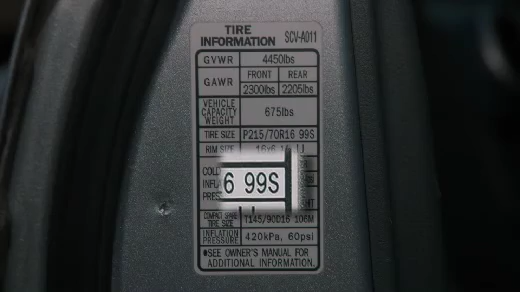 TIRE INFORMATION SCV-A011
GVWR 4450lbs
GAWR FRONT REAR
2300lbs 2205lbs
VEHICLE CAPACITY WEIGHT 675lbs
TIRE SIZE P215/70R16 99S
RIM SIZE
6 99S
COMPACT SPARE TIRE SIZE T145/90D16 106M
INFLATION PRESSURE 420kPa, 60psi
*SEE OWNER'S MANUAL FOR
ADDITIONAL INFORMATION.